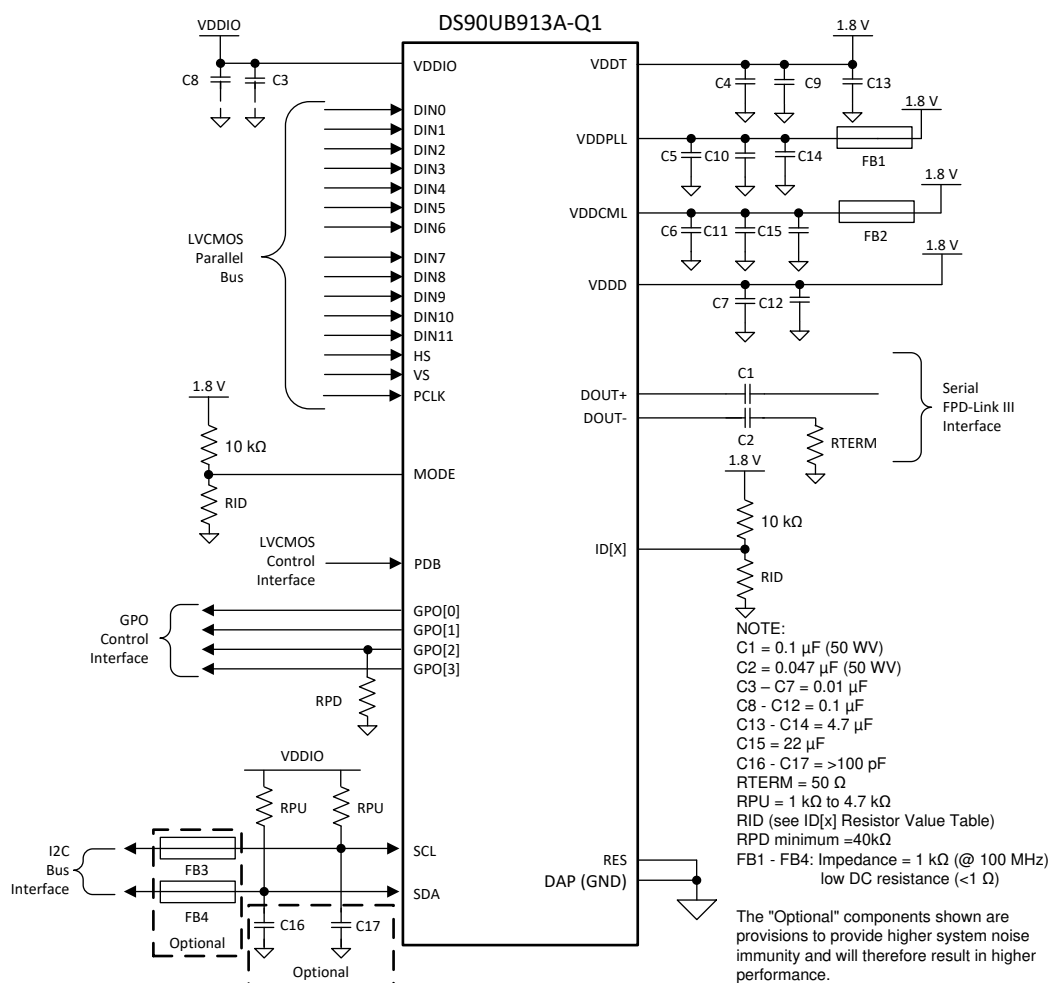 DS90UB913A-Q1
VDDIO
C8
C3
VDDIO
DIN0
DIN1
DIN2
DIN3
DIN4
DIN5
DIN6
DIN7
DIN8
DIN9
DIN10
DIN11
HS
VS
PCLK
LVCMOS
Parallel
Bus
1.8 V
10 kΩ
RID
MODE
LVCMOS
Control
Interface
PDB
GPO
Control
Interface
GPO[0]
GPO[1]
GPO[2]
GPO[3]
RPD
VDDIO
RPU
RPU
I2C
Bus
Interface
FB3
FB4
Optional
SCL
SDA
C16
C17
Optional
VDDT
1.8 V
C4
C9
C13
VDDPLL
1.8 V
C5
C10
C14
FB1
VDDCML
1.8 V
C6
C11
C15
FB2
VDDD
1.8 V
C7
C12
DOUT+
DOUT-
C1
C2
RTERM
Serial
FPD-Link III
Interface
1.8 V
10 kΩ
ID[X]
RID
RES
DAP (GND)
NOTE:
C1 = 0.1 µF (50 WV)
C2 = 0.047 µF (50 WV)
C3 – C7 = 0.01 µF
C8 - C12 = 0.1 µF
C13 - C14 = 4.7 µF
C15 = 22 µF
C16 - C17 = >100 pF
RTERM = 50 Ω
RPU = 1 kΩ to 4.7 kΩ
RID (see ID[x] Resistor Value Table)
RPD minimum =40kΩ
FB1 - FB4: Impedance = 1 kΩ (@ 100 MHz)
low DC resistance (<1 Ω)
The "Optional" components shown are
provisions to provide higher system noise
immunity and will therefore result in higher
performance.